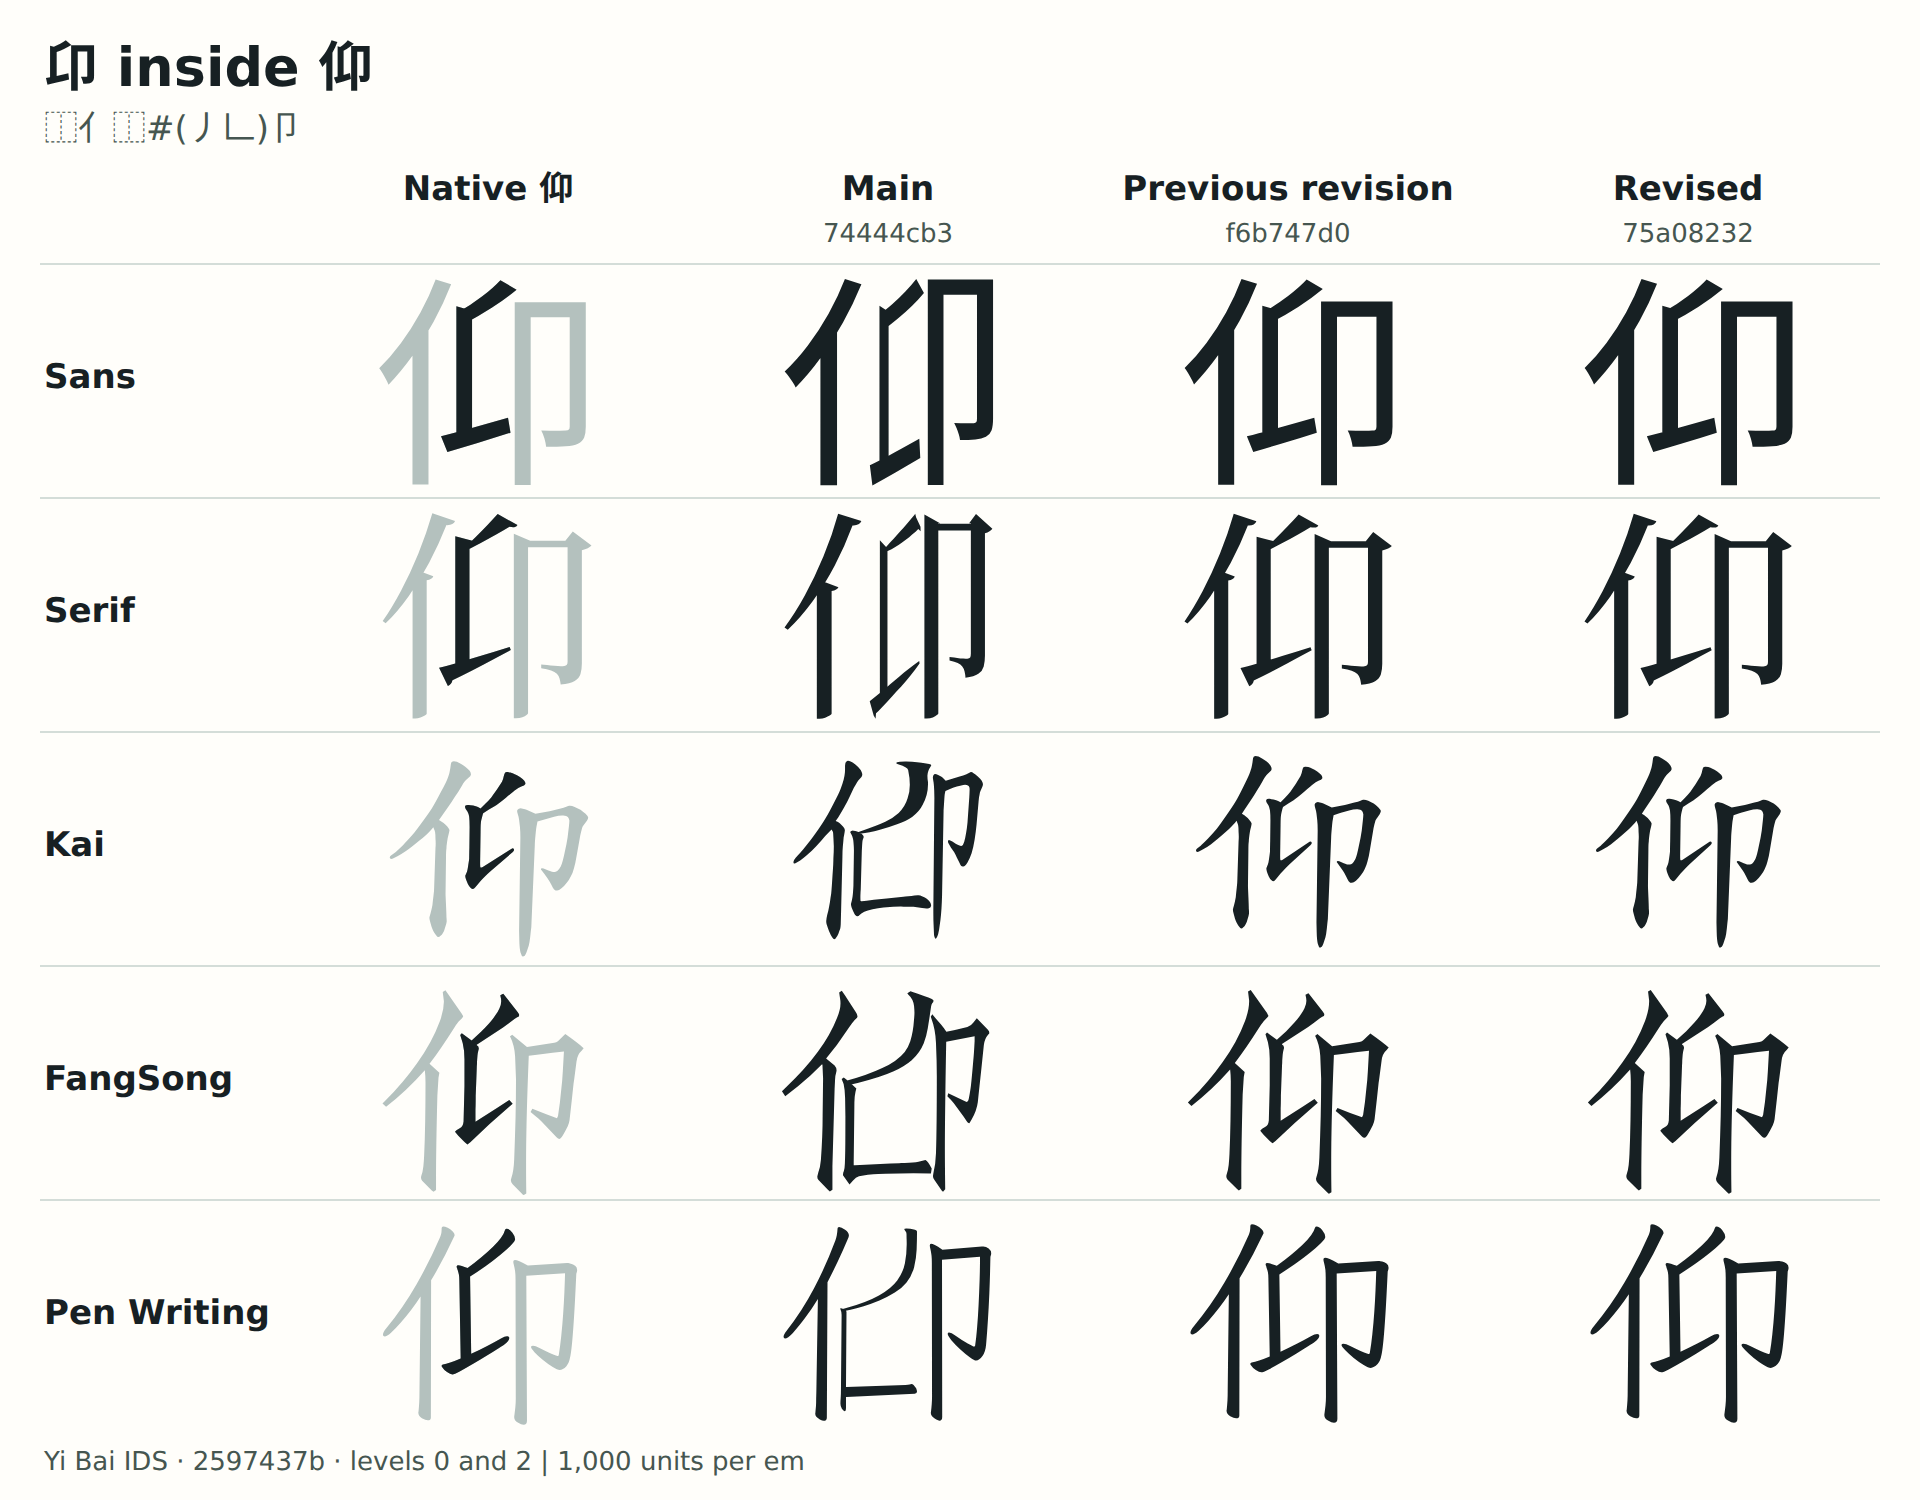 卬 inside 仰
⿰亻⿰#(丿𠃊)卩
Native 仰 Main Previous revision Revised
74444cb3 f6b747d0 75a08232
Sans 仰 仰 仰 仰
Serif 仰 仰 仰 仰
Kai 仰 仰 仰 仰
FangSong 仰 仰 仰 仰
Pen Writing 仰 仰 仰 仰
Yi Bai IDS · 2597437b · levels 0 and 2 | 1,000 units per em